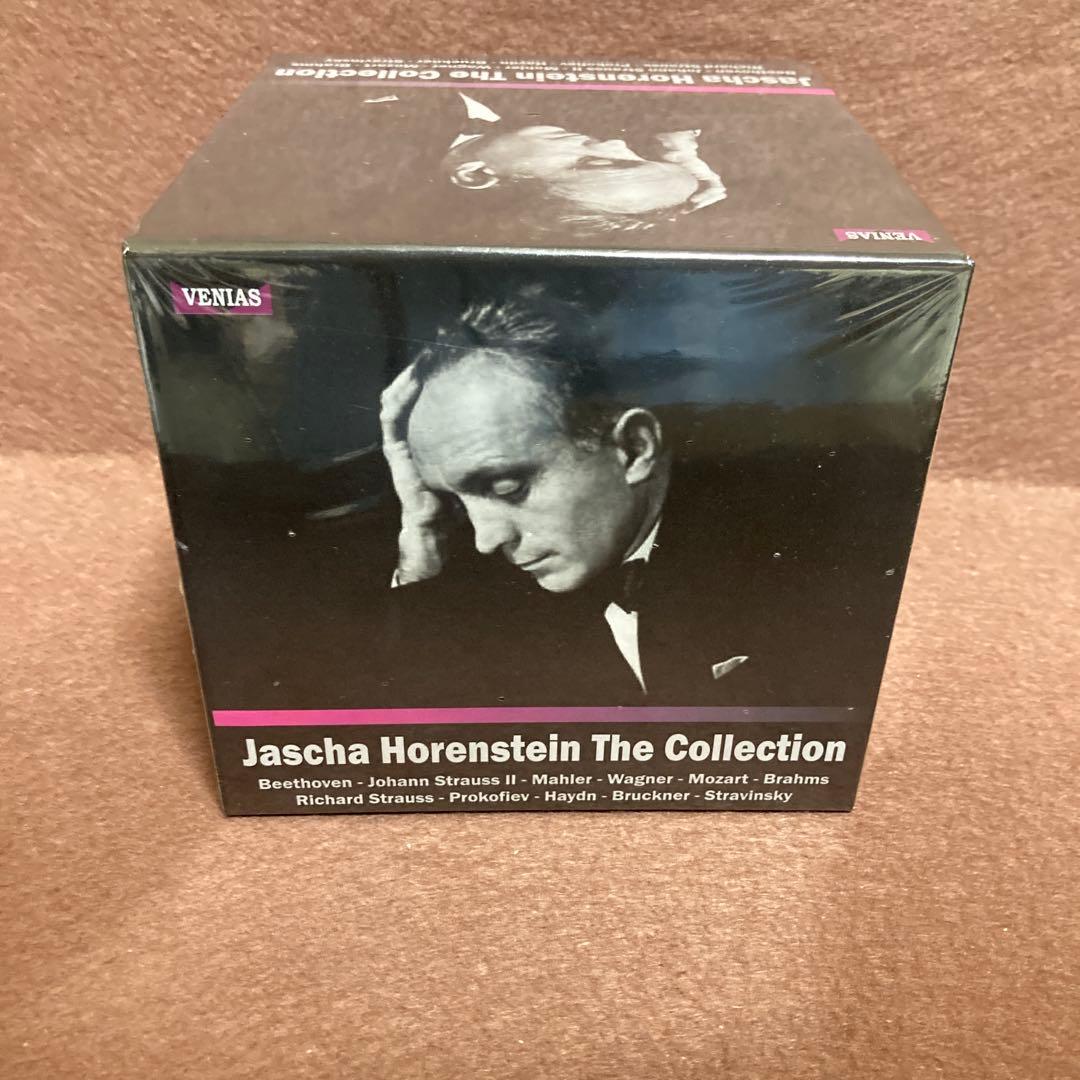 Jascha Horenstein The Collection
VENIAS
VENIAS
Jascha Horenstein The Collection
Beethoven - Johann Strauss II - Mahler - Wagner - Mozart - Brahms
Richard Strauss - Prokofiev - Haydn - Bruckner - Stravinsky